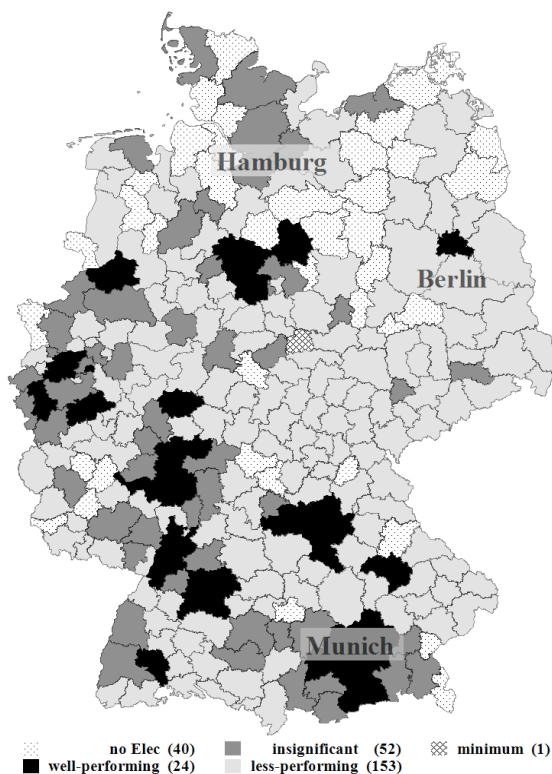 Hamburg
Berlin
Munich
no Elec (40) insignificant (52) minimum (1)
well-performing (24) less-performing (153)